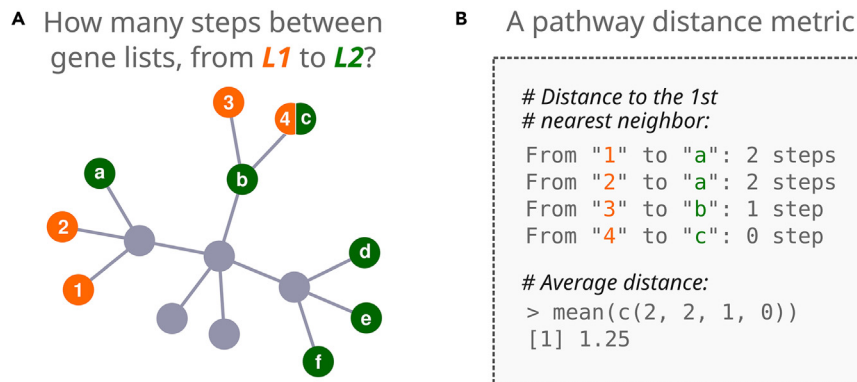 A
How many steps between
gene lists, from L1 to L2?
3
4 c
a
b
2
1
d
e
f
B
A pathway distance metric
# Distance to the 1st
# nearest neighbor:
From "1" to "a": 2 steps
From "2" to "a": 2 steps
From "3" to "b": 1 step
From "4" to "c": 0 step
# Average distance:
> mean(c(2, 2, 1, 0))
[1] 1.25